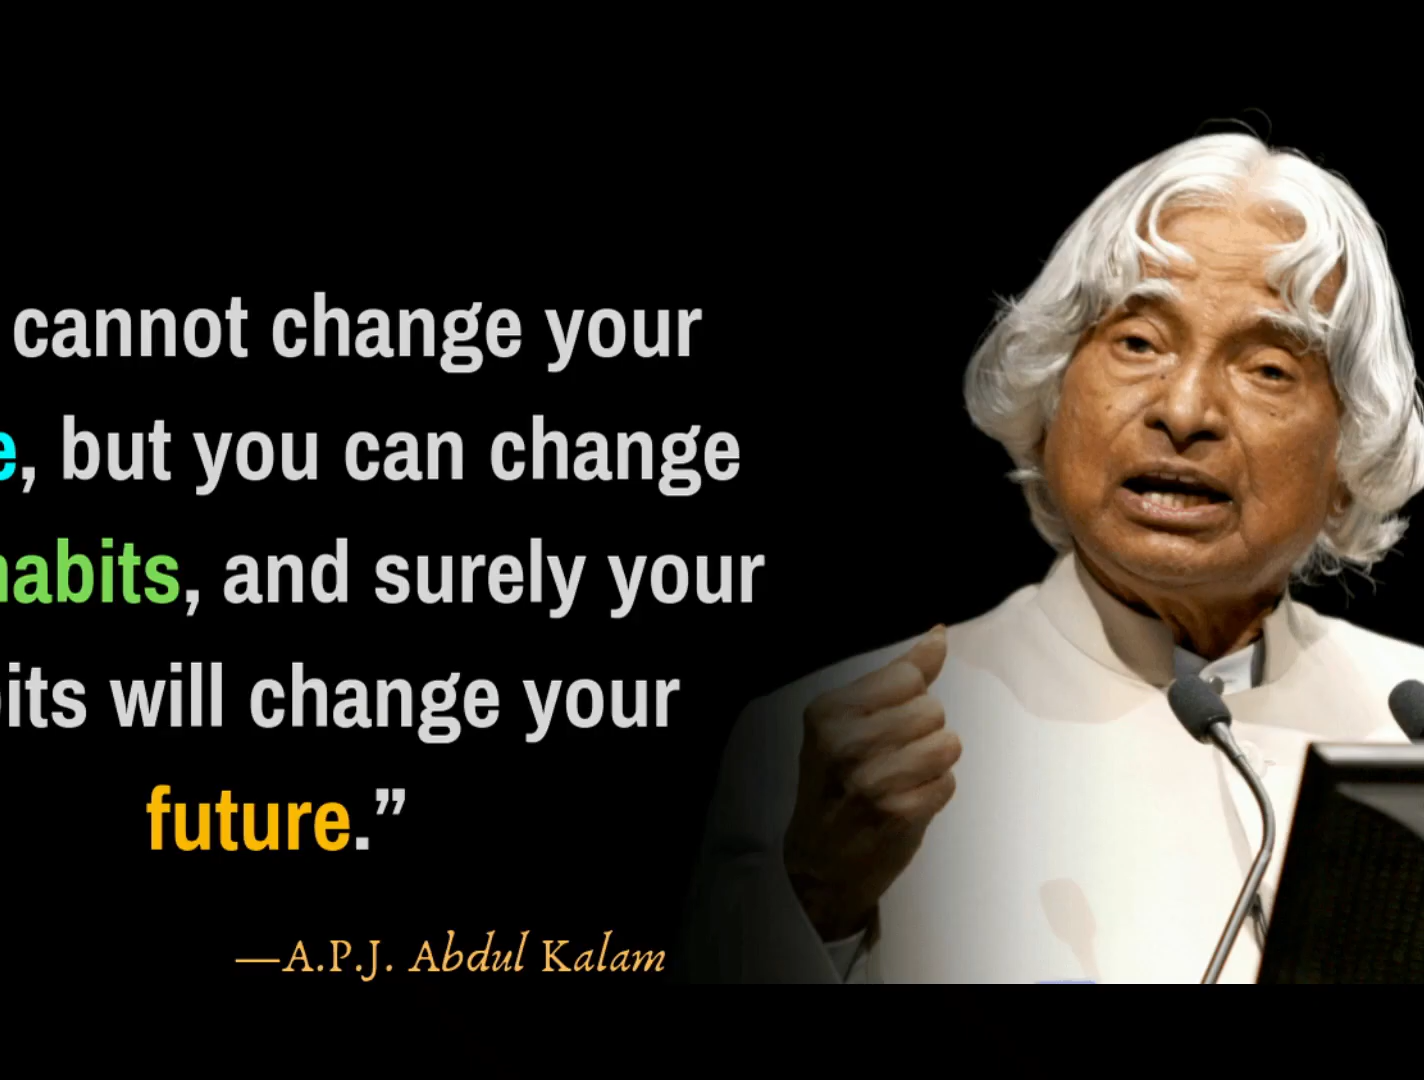 cannot change your
e, but you can change
habits, and surely your
its will change your
future.”
—A.P.J. Abdul Kalam